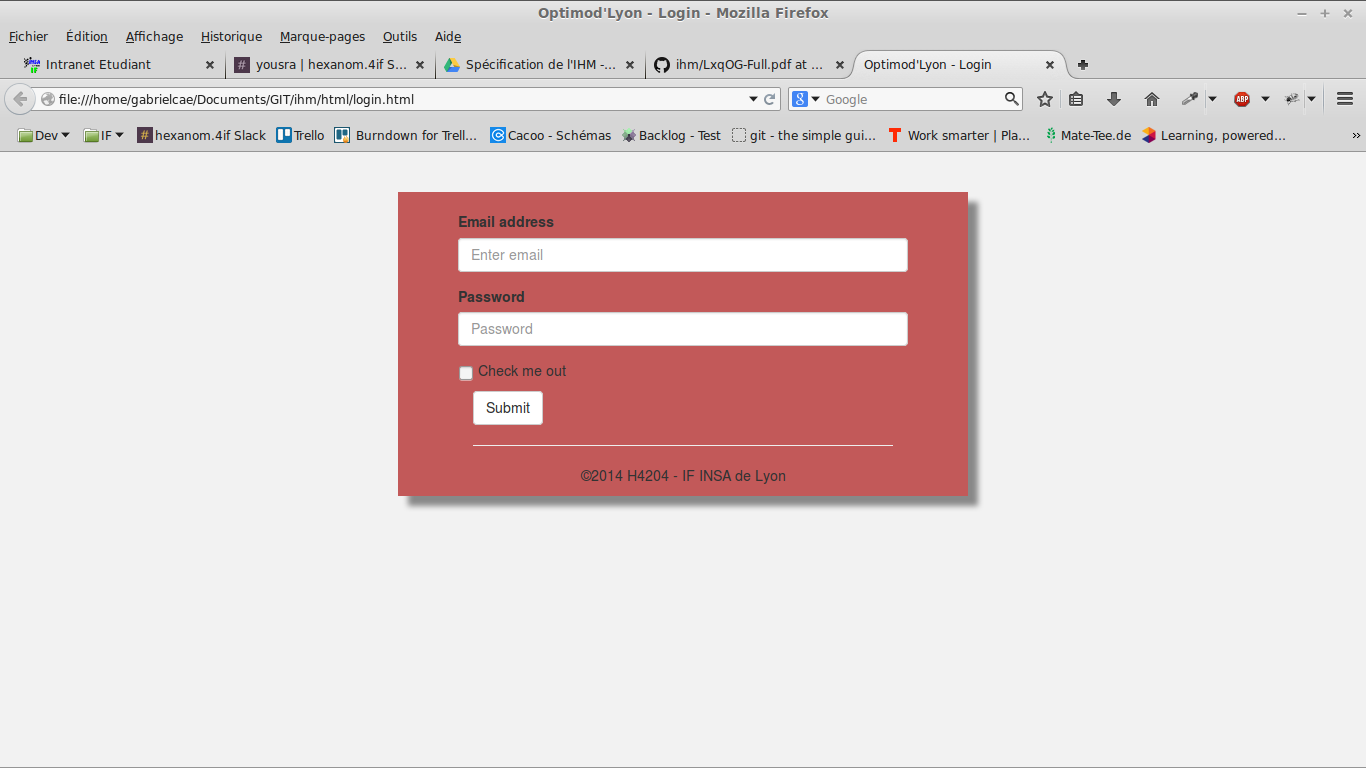 Optimod'Lyon - Login - Mozilla Firefox
Fichier Édition Affichage Historique Marque-pages Outils Aide
Intranet Etudiant yousra | hexanom.4if S... Spécification de l'IHM -... ihm/LxqOG-Full.pdf at ... Optimod'Lyon - Login
file:///home/gabrielcae/Documents/GIT/ihm/html/login.html Google ABP
Dev IF hexanom.4if Slack Trello Burndown for Trell... Cacoo - Schémas Backlog - Test git - the simple gui... Work smarter | Pla... Mate-Tee.de Learning, powered...
Email address
Enter email
Password
Password
Check me out
Submit
©2014 H4204 - IF INSA de Lyon